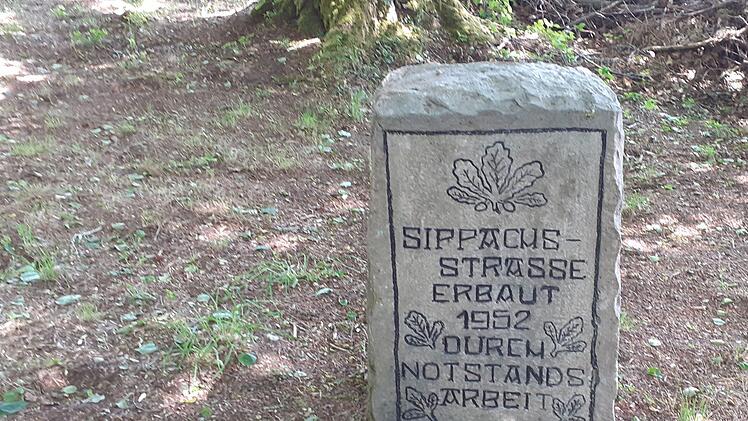 SIPPACHS-
STRASSE
ERBAUT
1952
DURCH
NOTSTANDS
ARBEIT